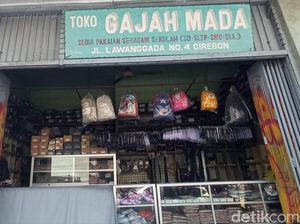 TOKO GAJAH MADA
SEDIA PAKAIAN SERAGAM SEKOLAH (SD-SLTP-SMU-DLL.)
JL. LAWANGGADA NO. 4 CIREBON
detikcom